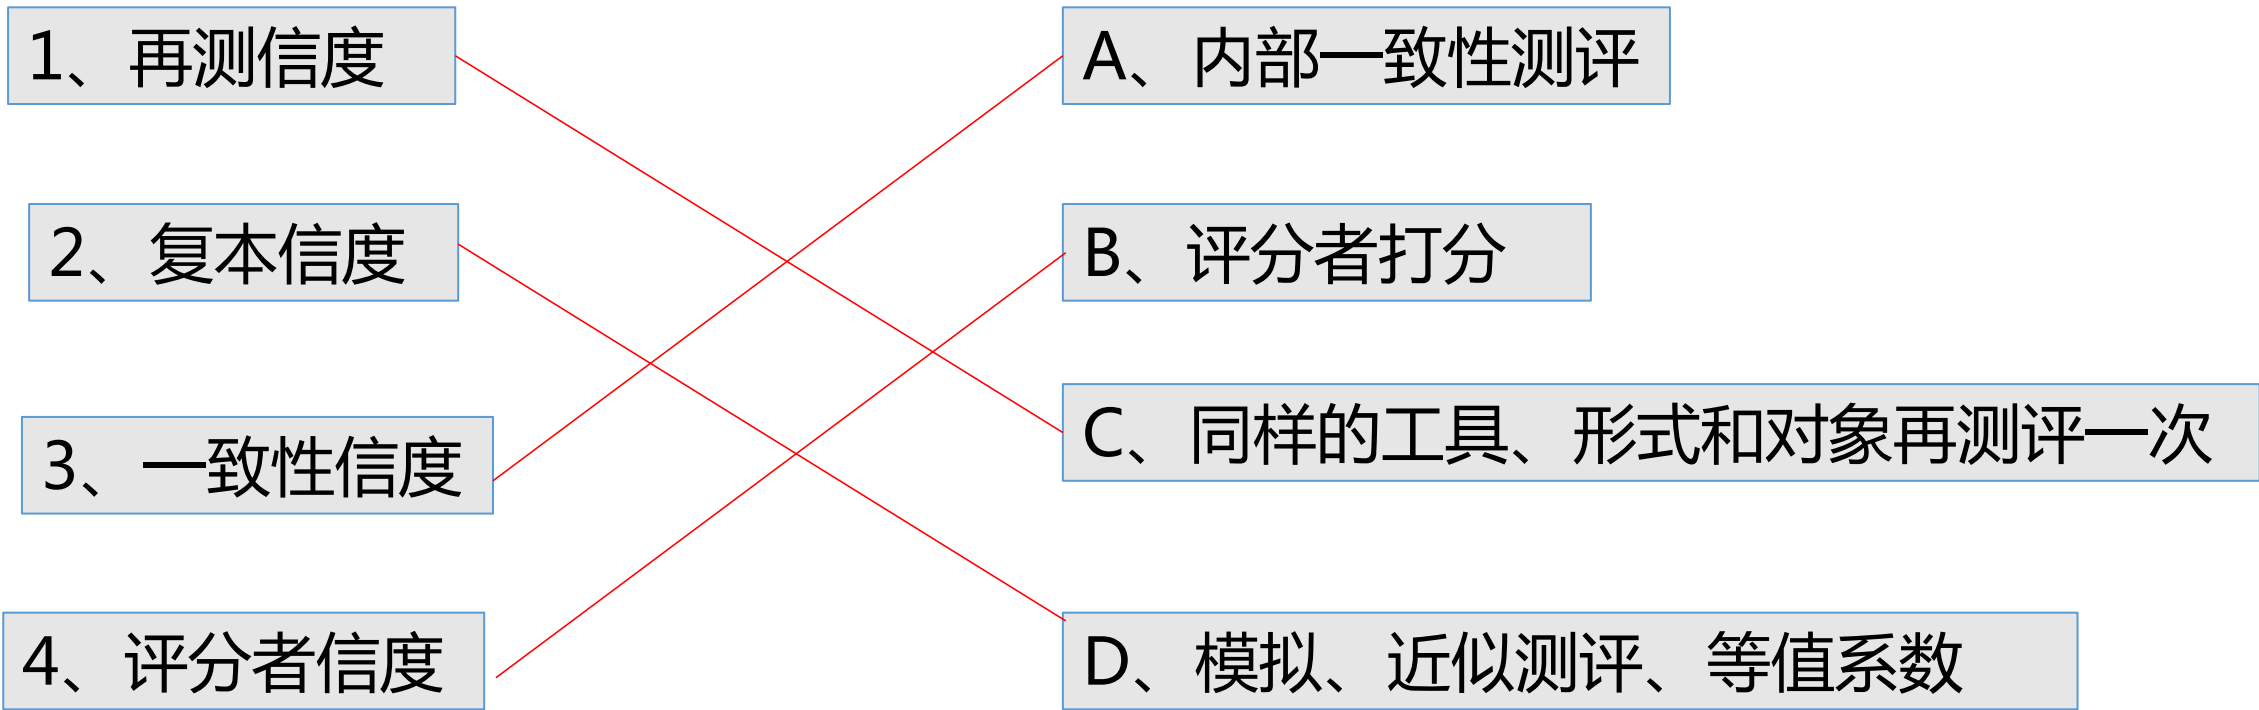 1、再测信度
A、内部一致性测评
2、复本信度
B、评分者打分
3、一致性信度
C、同样的工具、形式和对象再测评一次
4、评分者信度
D、模拟、近似测评、等值系数